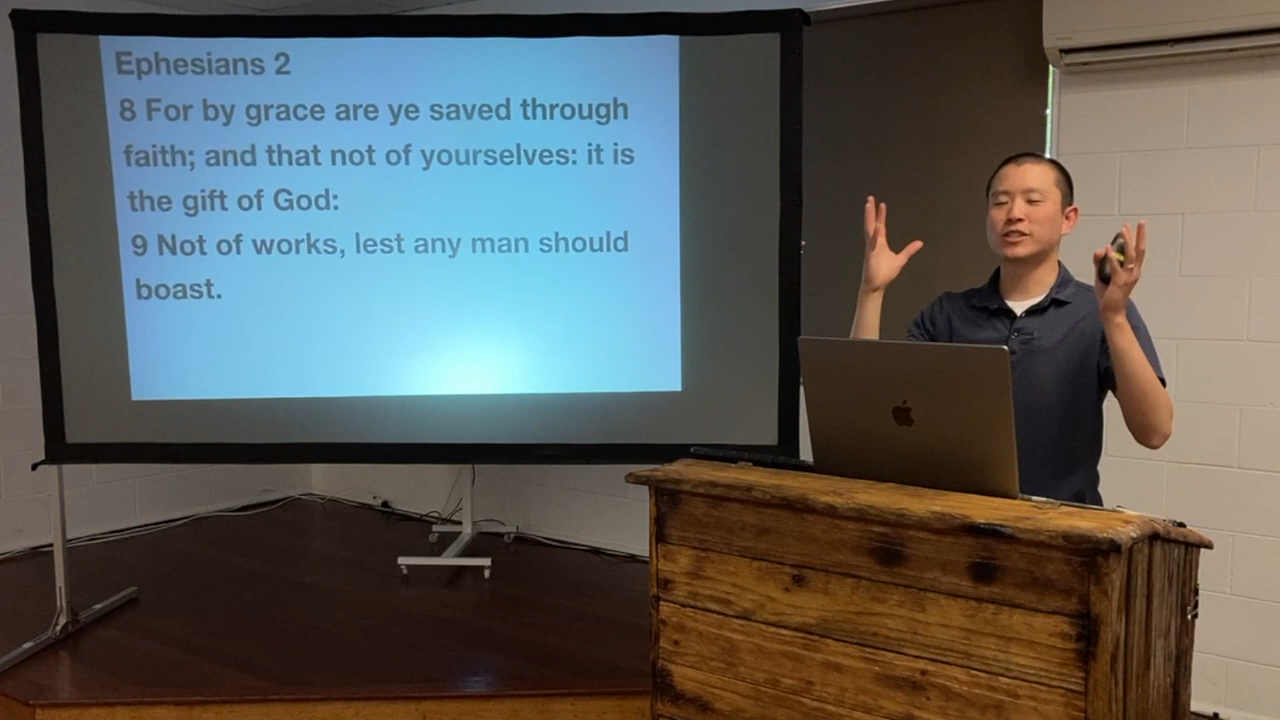 Ephesians 2
8 For by grace are ye saved through
faith; and that not of yourselves: it is
the gift of God:
9 Not of works, lest any man should
boast.